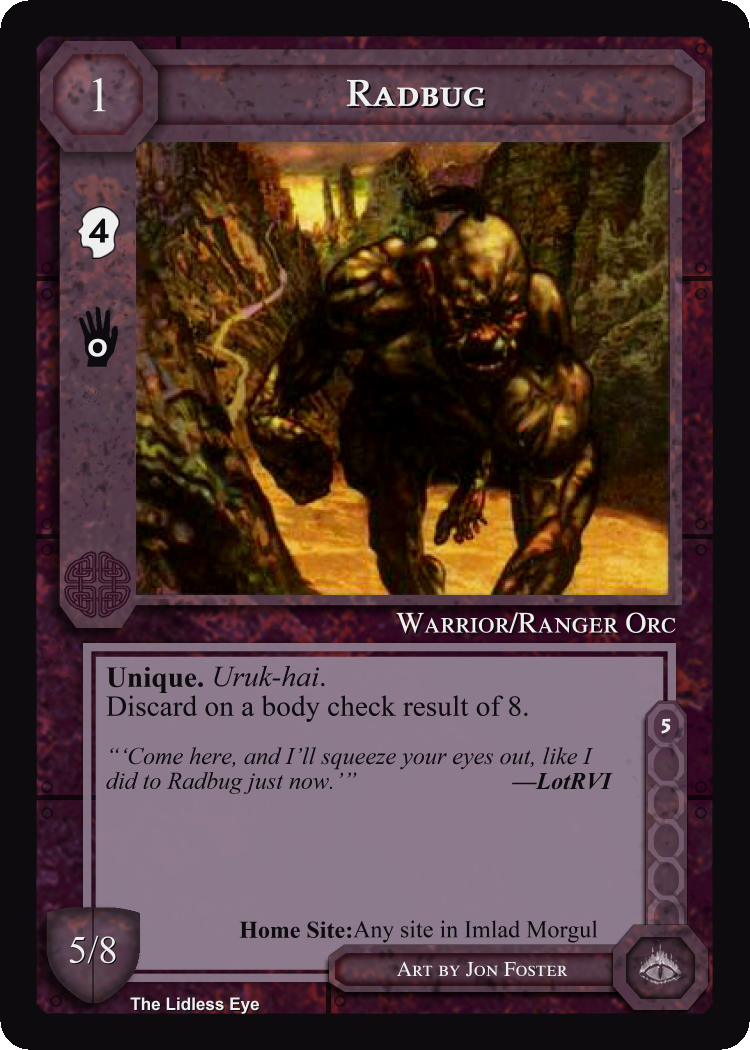 1
RADBUG
4
0
WARRIOR/RANGER ORC
Unique. Uruk-hai.
Discard on a body check result of 8.
5
“‘Come here, and I’ll squeeze your eyes out, like I
did to Radbug just now.’” —LotRVI
Home Site:Any site in Imlad Morgul
5/8
ART BY JON FOSTER
The Lidless Eye